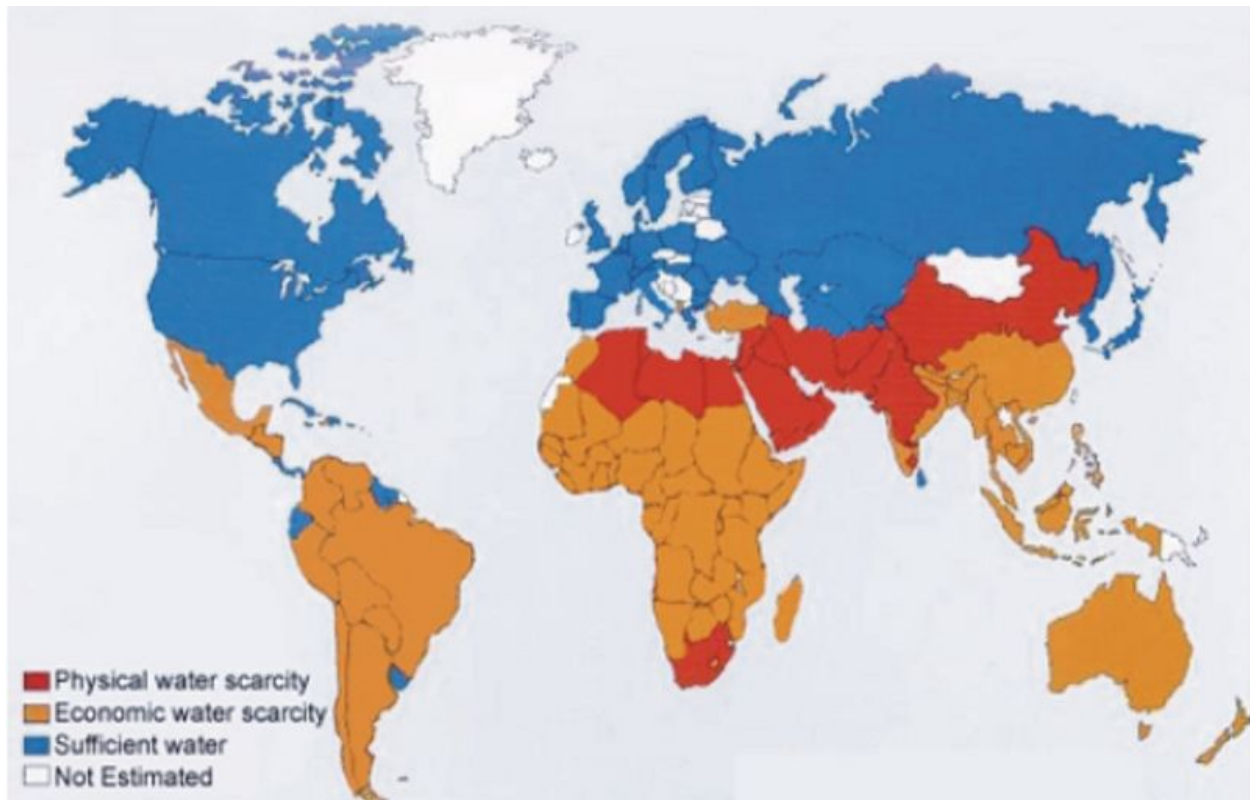 Physical water scarcity
Economic water scarcity
Sufficient water
Not Estimated